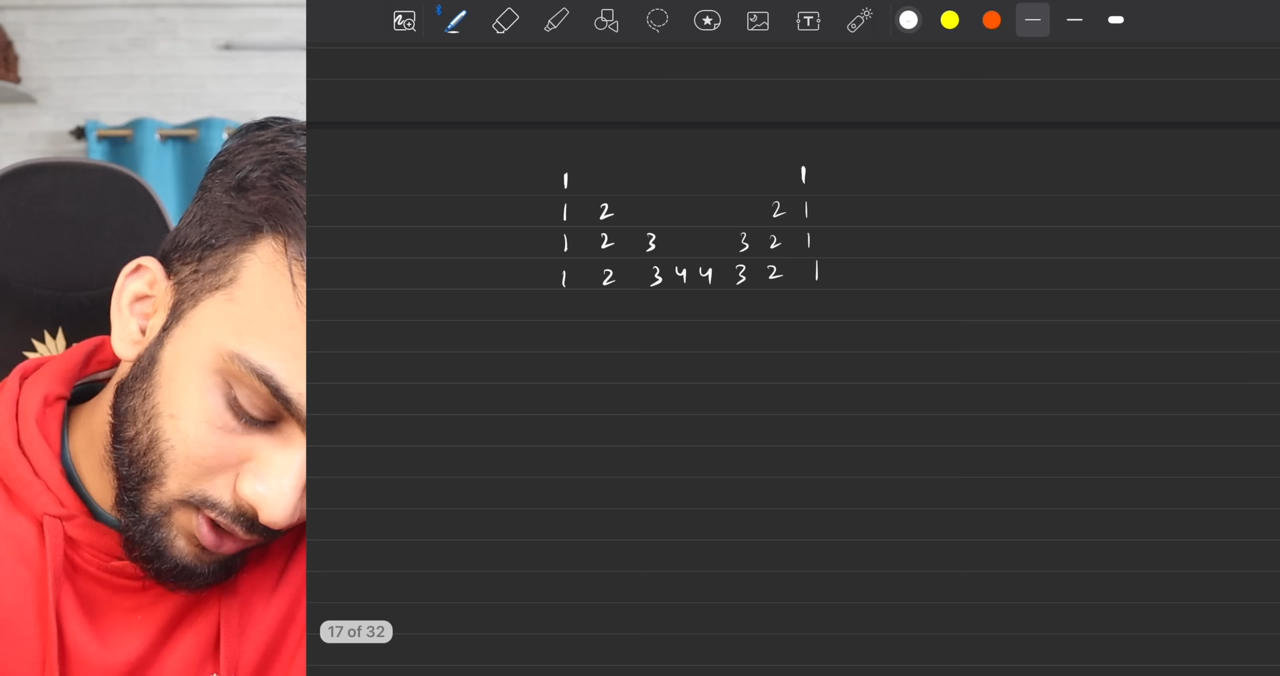 1 1
1 2 2 1
1 2 3 3 2 1
1 2 3 4 4 3 2 1
17 of 32